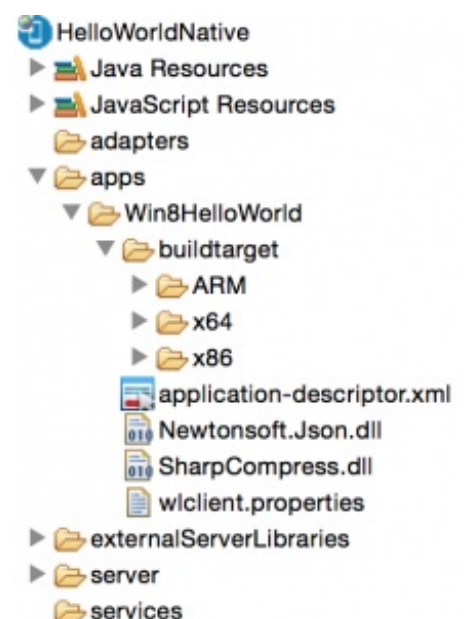 HelloWorldNative
Java Resources
JavaScript Resources
adapters
apps
Win8HelloWorld
buildtarget
ARM
x64
x86
application-descriptor.xml
Newtonsoft.Json.dll
SharpCompress.dll
wlclient.properties
externalServerLibraries
server
services